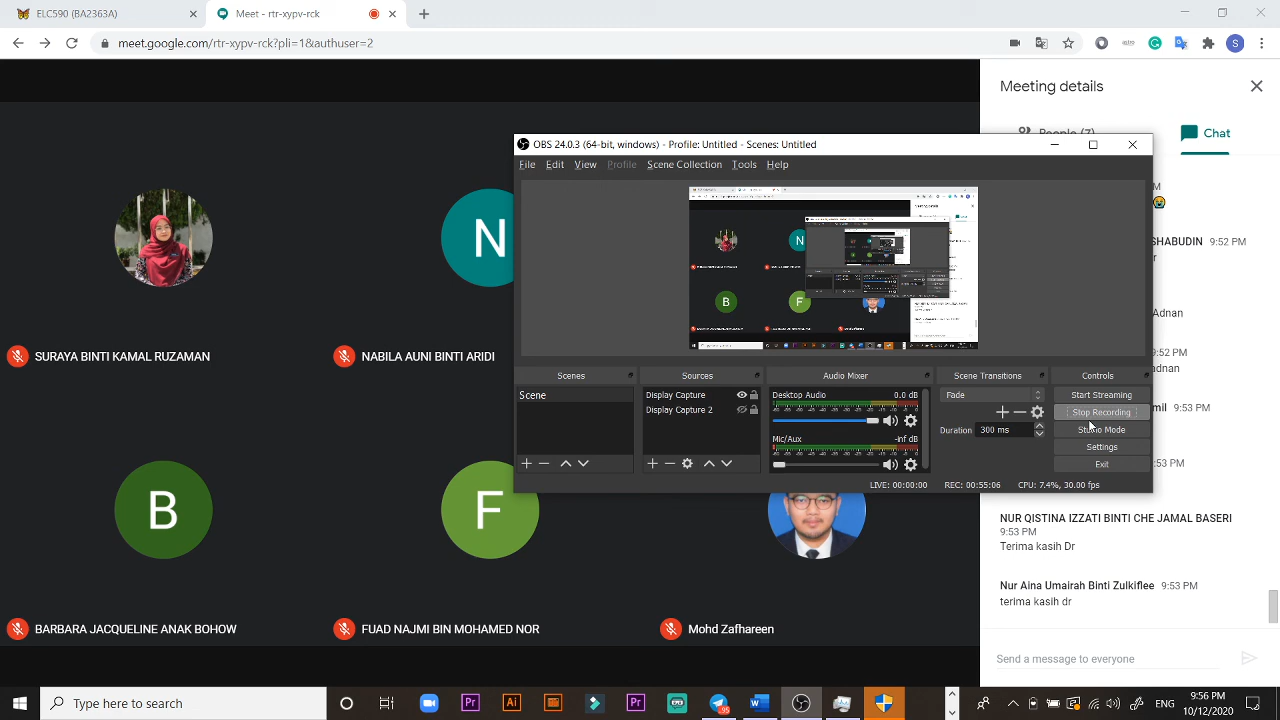 ELC590 (BA2363A)
Meet - rtr-xypv-rck
meet.google.com/rtr-xypv-rck?pli=1&authuser=2
S
Meeting details
People (7)
Chat
OBS 24.0.3 (64-bit, windows) - Profile: Untitled - Scenes: Untitled
File Edit View Profile Scene Collection Tools Help
M
SHABUDIN 9:52 PM
r
N
Adnan
9:52 PM
adnan
SURAYA BINTI KAMAL RUZAMAN
NABILA AUNI BINTI ARIDI
Scenes Sources Audio Mixer Scene Transitions Controls
Scene
Display Capture
Display Capture 2
Desktop Audio 0.0 dB
Mic/Aux -inf dB
Fade
Duration 300 ms
Start Streaming
Stop Recording
Studio Mode
Settings
Exit
mil 9:53 PM
:53 PM
LIVE: 00:00:00 REC: 00:55:06 CPU: 7.4%, 30.00 fps
B
F
NUR QISTINA IZZATI BINTI CHE JAMAL BASERI
9:53 PM
Terima kasih Dr
Nur Aina Umairah Binti Zulkiflee 9:53 PM
terima kasih dr
BARBARA JACQUELINE ANAK BOHOW
FUAD NAJMI BIN MOHAMED NOR
Mohd Zafhareen
Send a message to everyone
Type here to search
Pr
Ai
Pr
95
W
ENG
9:56 PM
10/12/2020